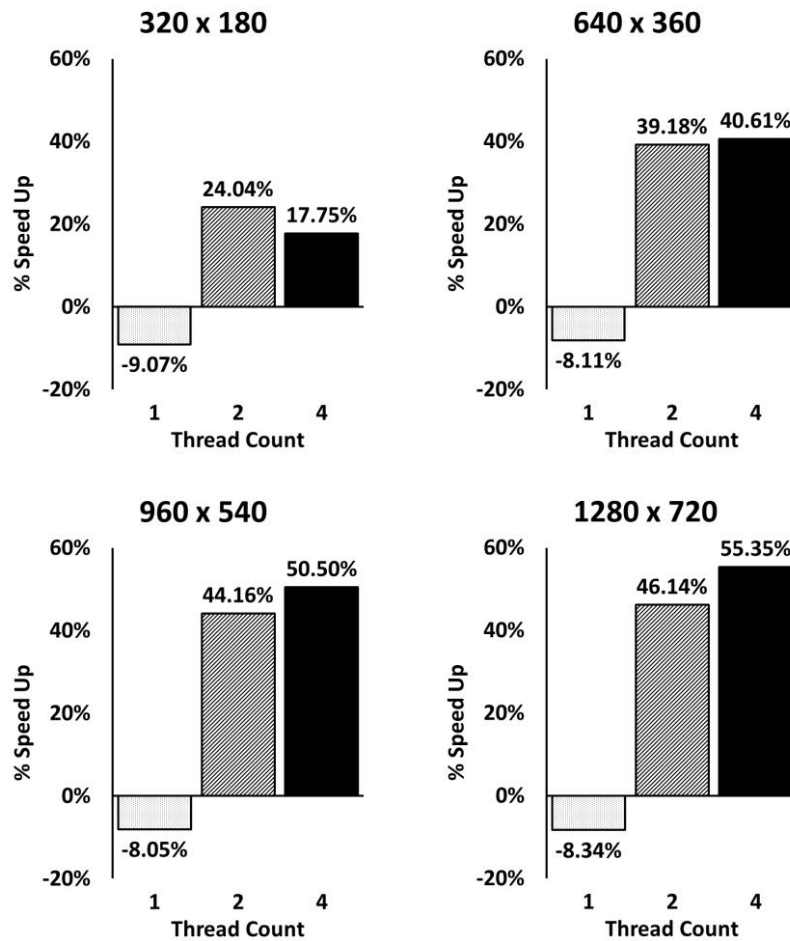 320 x 180
60%
40%
20%
0%
-20%
% Speed Up
24.04%
17.75%
-9.07%
1 2 4
Thread Count
640 x 360
60%
40%
20%
0%
-20%
% Speed Up
39.18% 40.61%
-8.11%
1 2 4
Thread Count
960 x 540
60%
40%
20%
0%
-20%
% Speed Up
50.50%
44.16%
-8.05%
1 2 4
Thread Count
1280 x 720
60%
40%
20%
0%
-20%
% Speed Up
55.35%
46.14%
-8.34%
1 2 4
Thread Count